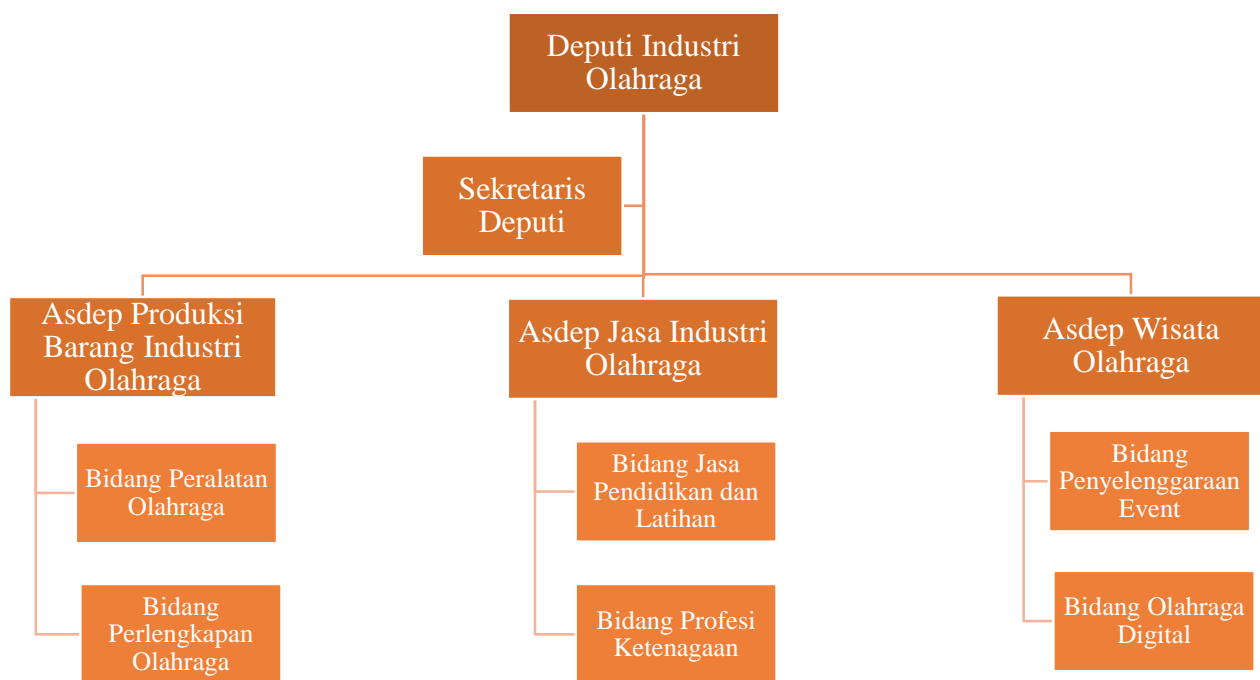 Deputi Industri
Olahraga
Sekretaris
Deputi
Asdep Produksi
Barang Industri
Olahraga
Asdep Jasa Industri
Olahraga
Asdep Wisata
Olahraga
Bidang Peralatan
Olahraga
Bidang Jasa
Pendidikan dan
Latihan
Bidang
Penyelenggaraan
Event
Bidang
Perlengkapan
Olahraga
Bidang Profesi
Ketenagaan
Bidang Olahraga
Digital